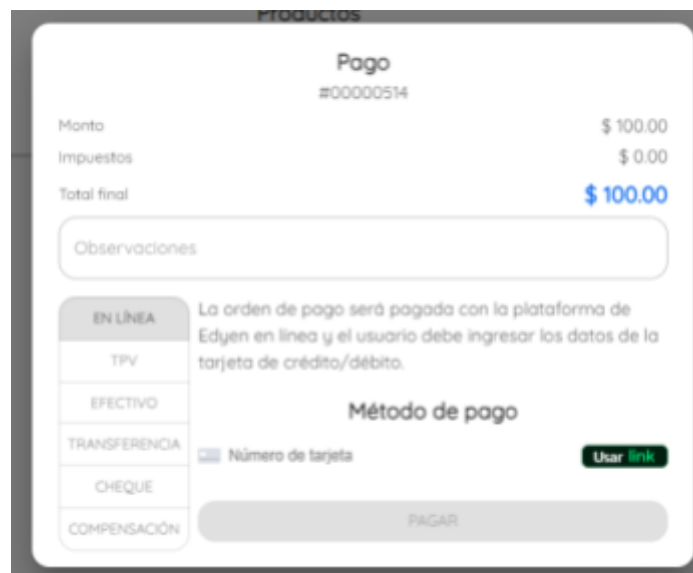 Productos
Pago
#00000514
Monto $ 100.00
Impuestos $ 0.00
Total final $ 100.00
Observaciones
EN LÍNEA
TPV
EFECTIVO
TRANSFERENCIA
CHEQUE
COMPENSACIÓN
La orden de pago será pagada con la plataforma de
Edyen en línea y el usuario debe ingresar los datos de la
tarjeta de crédito/débito.
Método de pago
Número de tarjeta
Usar link
PAGAR